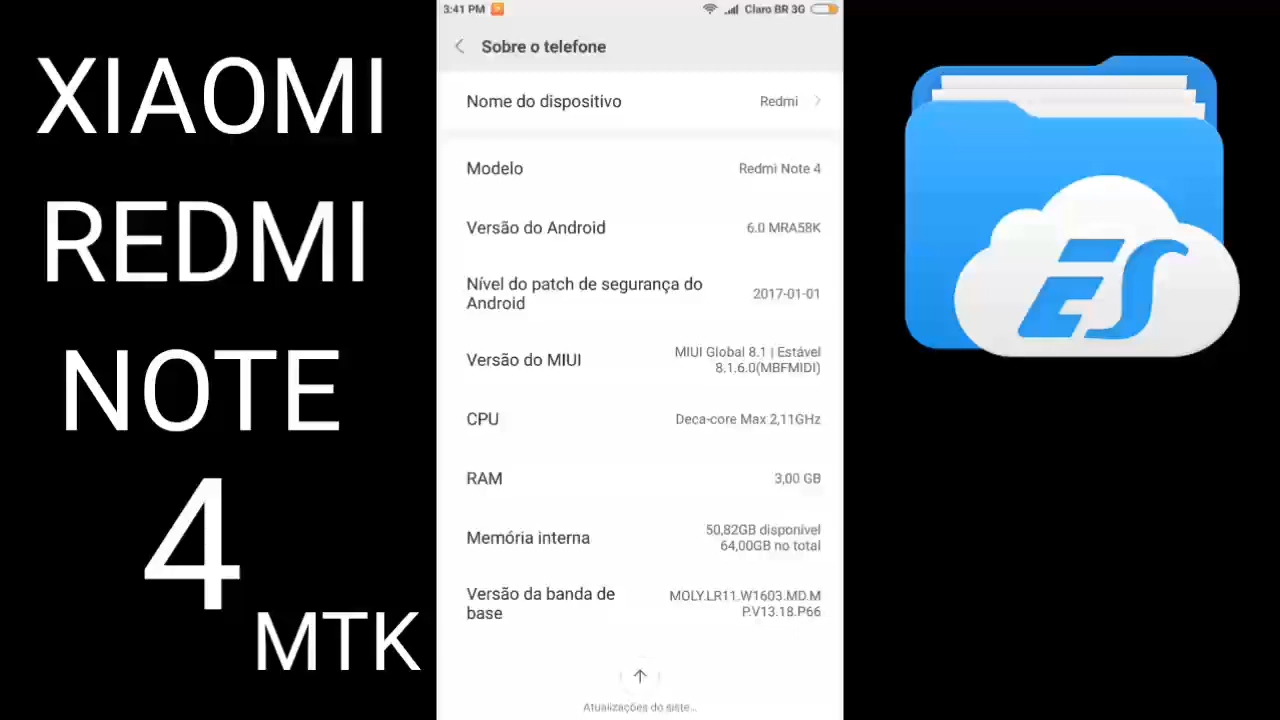 XIAOMI
REDMI
NOTE
4
MTK
3:41 PM
Claro BR 3G
Sobre o telefone
Nome do dispositivo
Redmi
Modelo
Redmi Note 4
Versão do Android
6.0 MRA58K
Nível do patch de segurança do
Android
2017-01-01
Versão do MIUI
MIUI Global 8.1 | Estável
8.1.6.0(MBFMIDI)
CPU
Deca-core Max 2,11GHz
RAM
3,00 GB
Memória interna
50,82GB disponível
64,00GB no total
Versão da banda de
base
MOLY.LR11.W1603.MD.M
P.V13.18.P66
Atualizações do siste...
ES